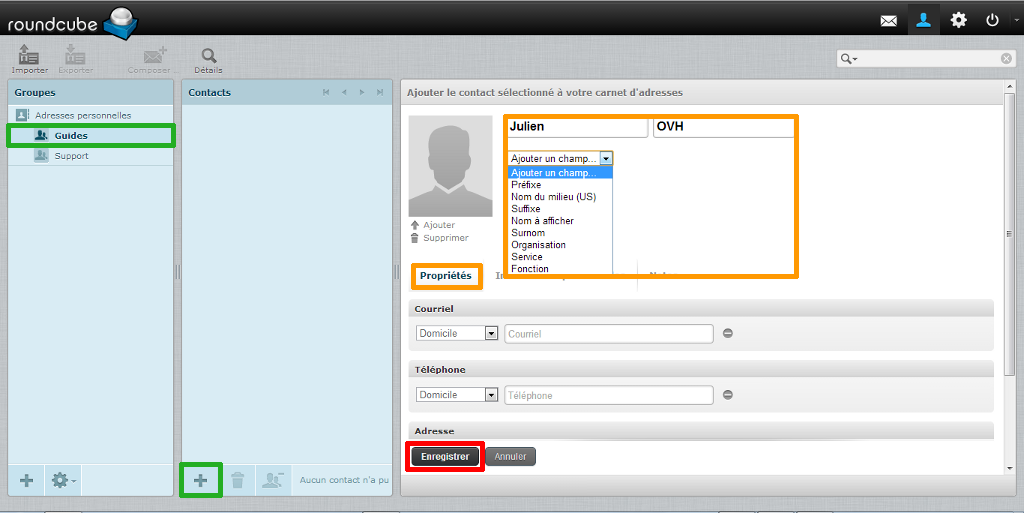 roundcube
Importer
Exporter
Composer ...
Détails
Groupes
Adresses personnelles
Guides
Support
Contacts
Aucun contact n'a pu
Ajouter le contact sélectionné à votre carnet d'adresses
Ajouter
Supprimer
Julien
OVH
Ajouter un champ...
Ajouter un champ...
Préfixe
Nom du milieu (US)
Suffixe
Nom à afficher
Surnom
Organisation
Service
Fonction
Propriétés
Courriel
Domicile
Courriel
Téléphone
Domicile
Téléphone
Adresse
Enregistrer
Annuler